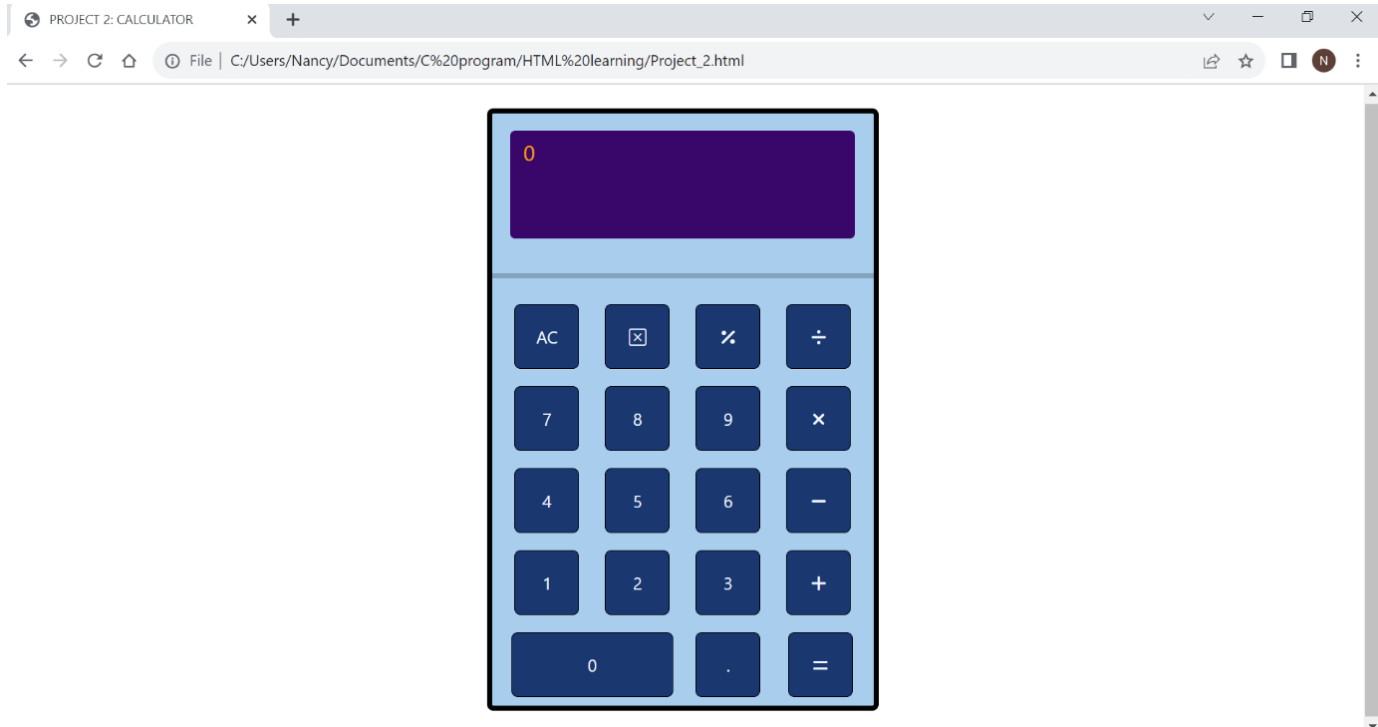 PROJECT 2: CALCULATOR
File | C:/Users/Nancy/Documents/C%20program/HTML%20learning/Project_2.html N
0
AC % ÷
7 8 9 ×
4 5 6 −
1 2 3 +
0 . =